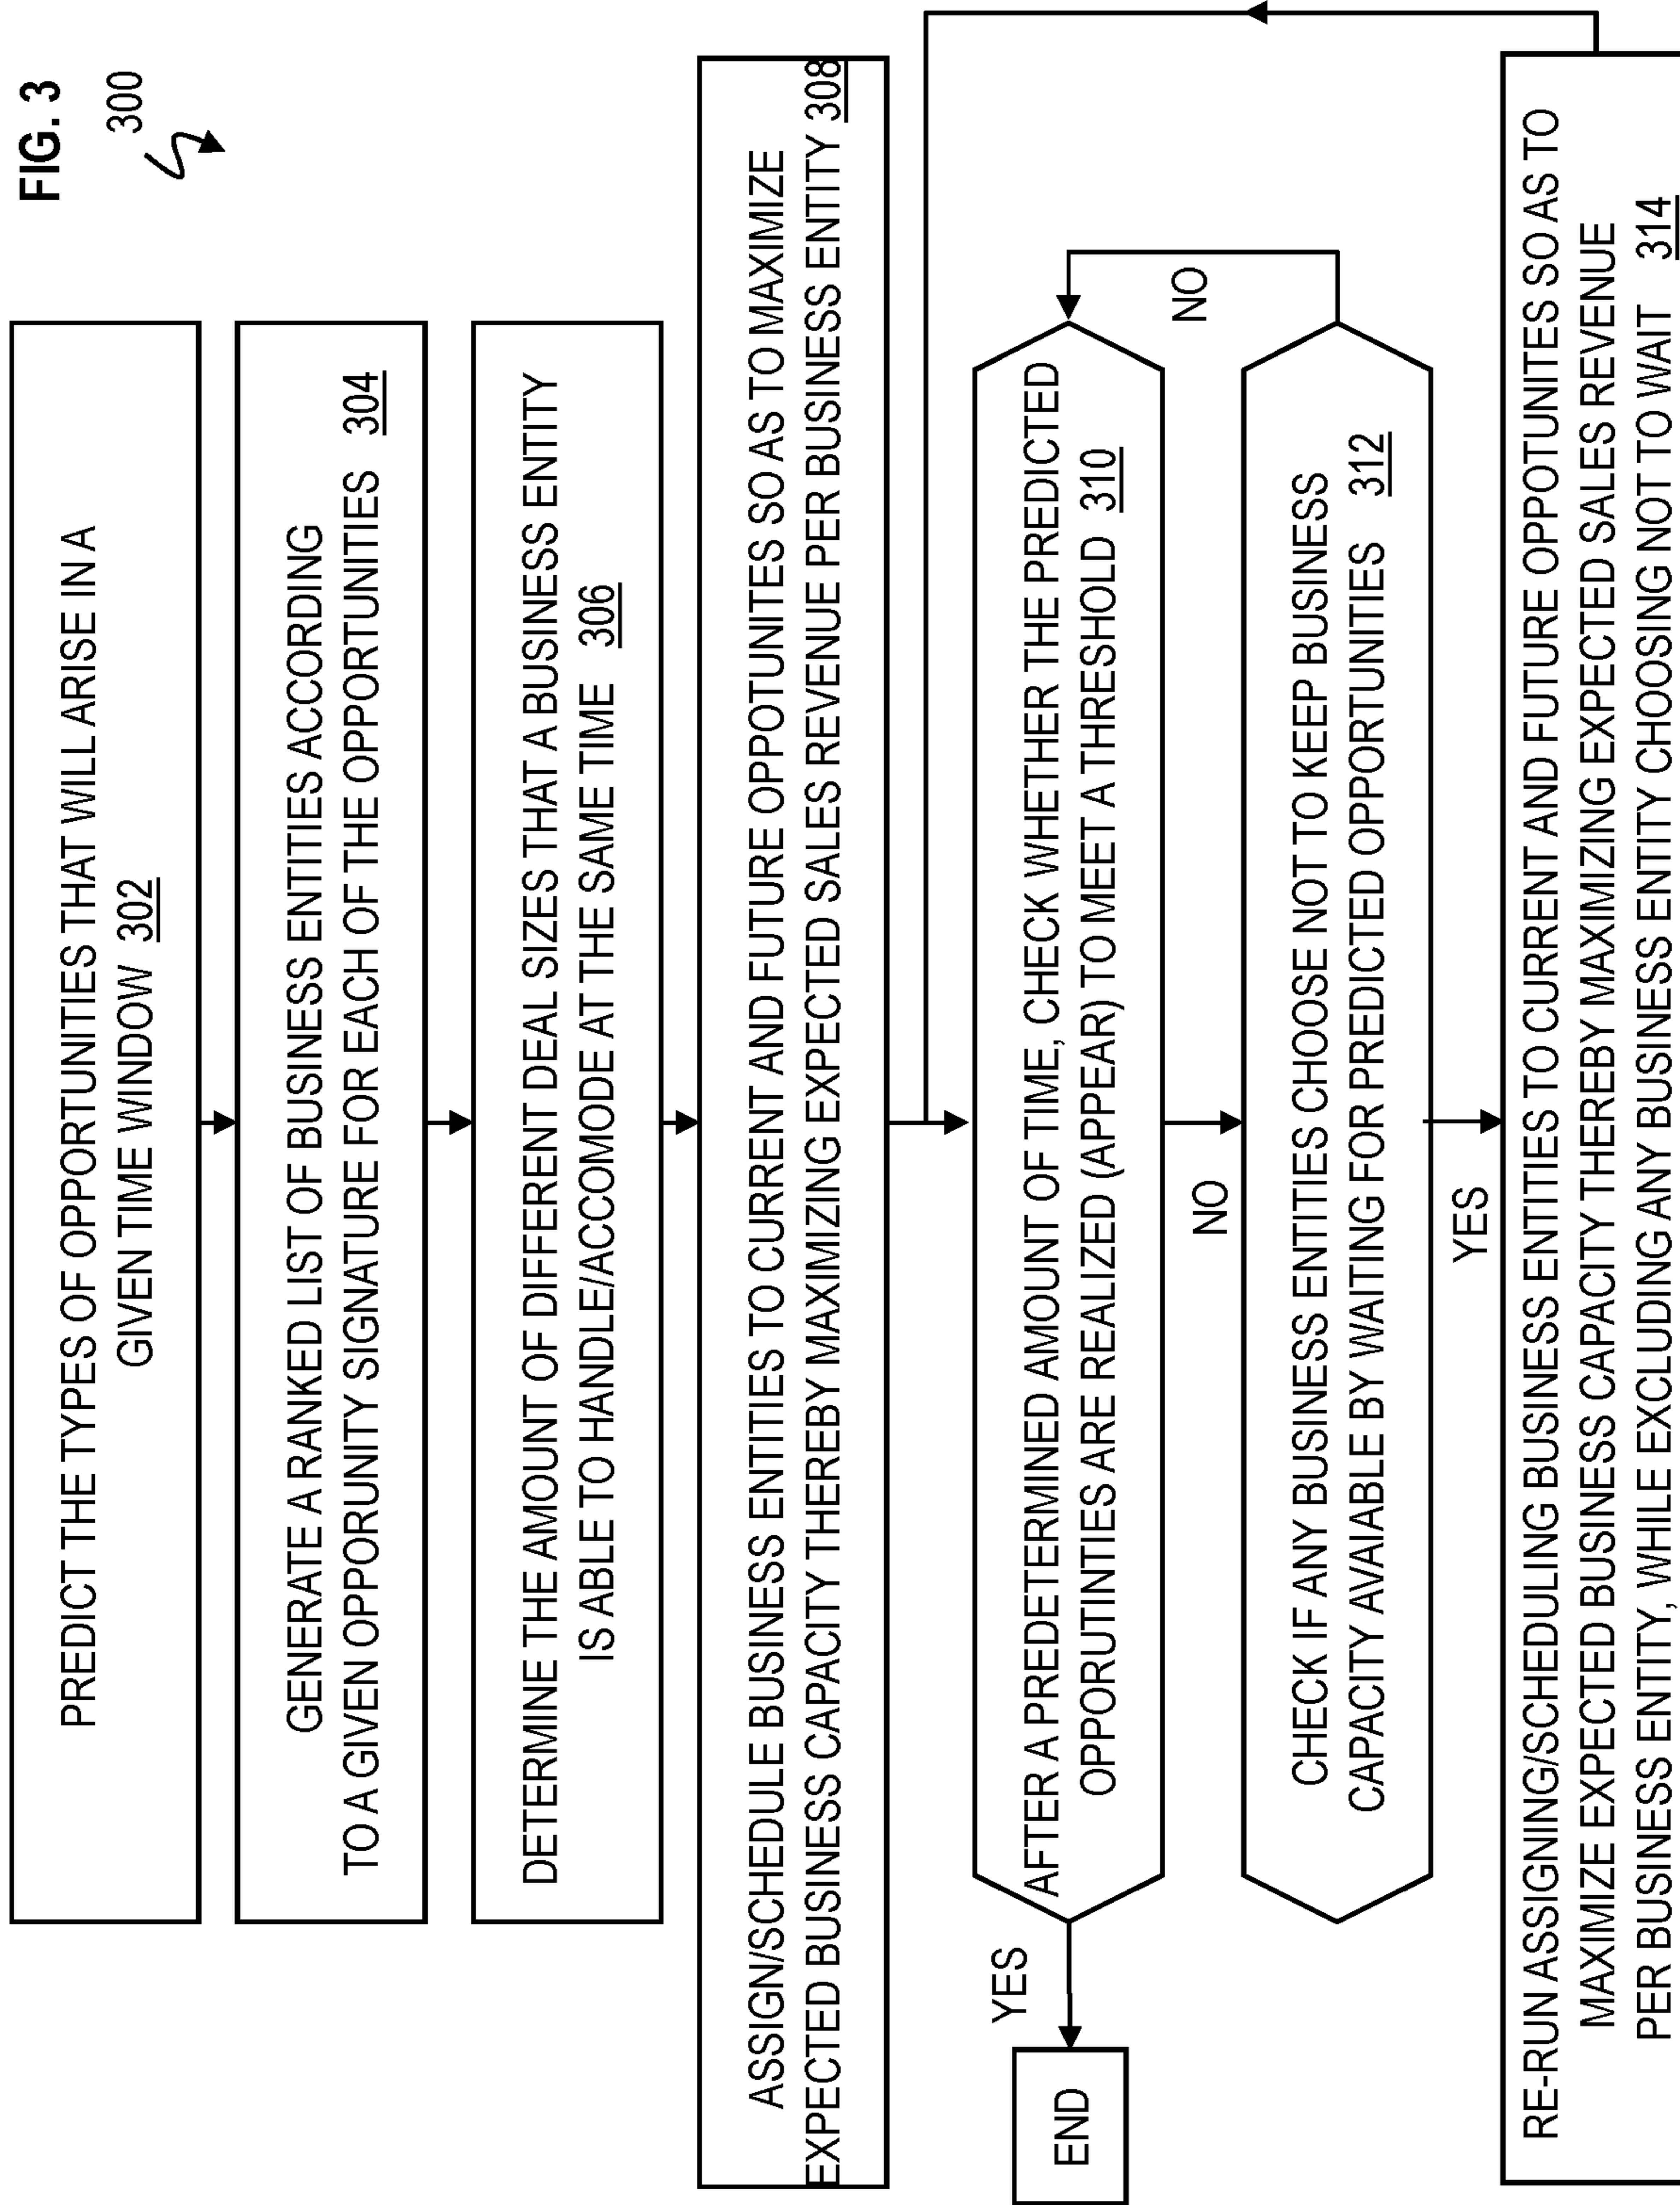 FIG. 3
300
PREDICT THE TYPES OF OPPORTUNITIES THAT WILL ARISE IN A
GIVEN TIME WINDOW 302
GENERATE A RANKED LIST OF BUSINESS ENTITIES ACCORDING
TO A GIVEN OPPORUNITY SIGNATURE FOR EACH OF THE OPPORTUNITIES 304
DETERMINE THE AMOUNT OF DIFFERENT DEAL SIZES THAT A BUSINESS ENTITY
IS ABLE TO HANDLE/ACCOMODE AT THE SAME TIME 306
ASSIGN/SCHEDULE BUSINESS ENTITIES TO CURRENT AND FUTURE OPPOTUNITES SO AS TO MAXIMIZE
EXPECTED BUSINESS CAPACITY THEREBY MAXIMIZING EXPECTED SALES REVENUE PER BUSINESS ENTITY 308
AFTER A PREDETERMINED AMOUNT OF TIME, CHECK WHETHER THE PREDICTED
OPPORUTINTIES ARE REALIZED (APPEAR) TO MEET A THRESHOLD 310
YES
END
NO
NO
CHECK IF ANY BUSINESS ENTITIES CHOOSE NOT TO KEEP BUSINESS
CAPACITY AVAIABLE BY WAITING FOR PREDICTED OPPORTUNITIES 312
YES
RE-RUN ASSIGNING/SCHEDULING BUSINESS ENTITIES TO CURRENT AND FUTURE OPPOTUNITES SO AS TO
MAXIMIZE EXPECTED BUSINESS CAPACITY THEREBY MAXIMIZING EXPECTED SALES REVENUE
PER BUSINESS ENTITY, WHILE EXCLUDING ANY BUSINESS ENTITY CHOOSING NOT TO WAIT 314